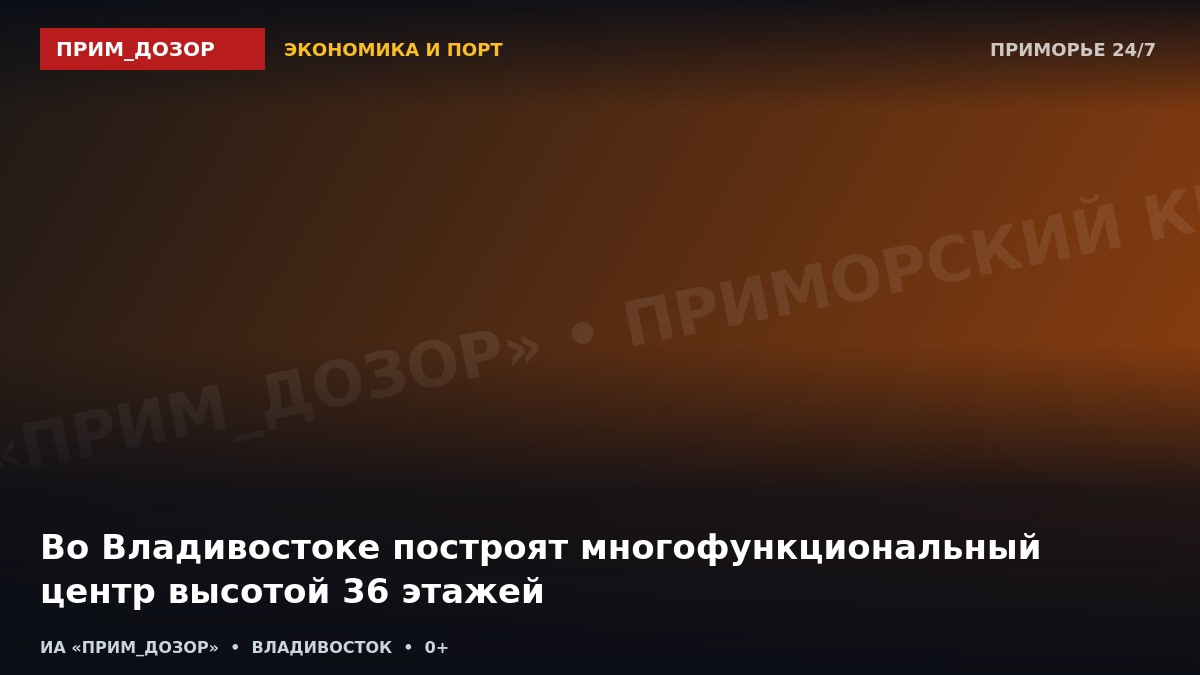 ПРИМ_ДОЗОР
ЭКОНОМИКА И ПОРТ
ПРИМОРЬЕ 24/7
«ПРИМ_ДОЗОР» • ПРИМОРСКИЙ
Во Владивостоке построят многофункциональный
центр высотой 36 этажей
ИА «ПРИМ_ДОЗОР» • ВЛАДИВОСТОК • 0+